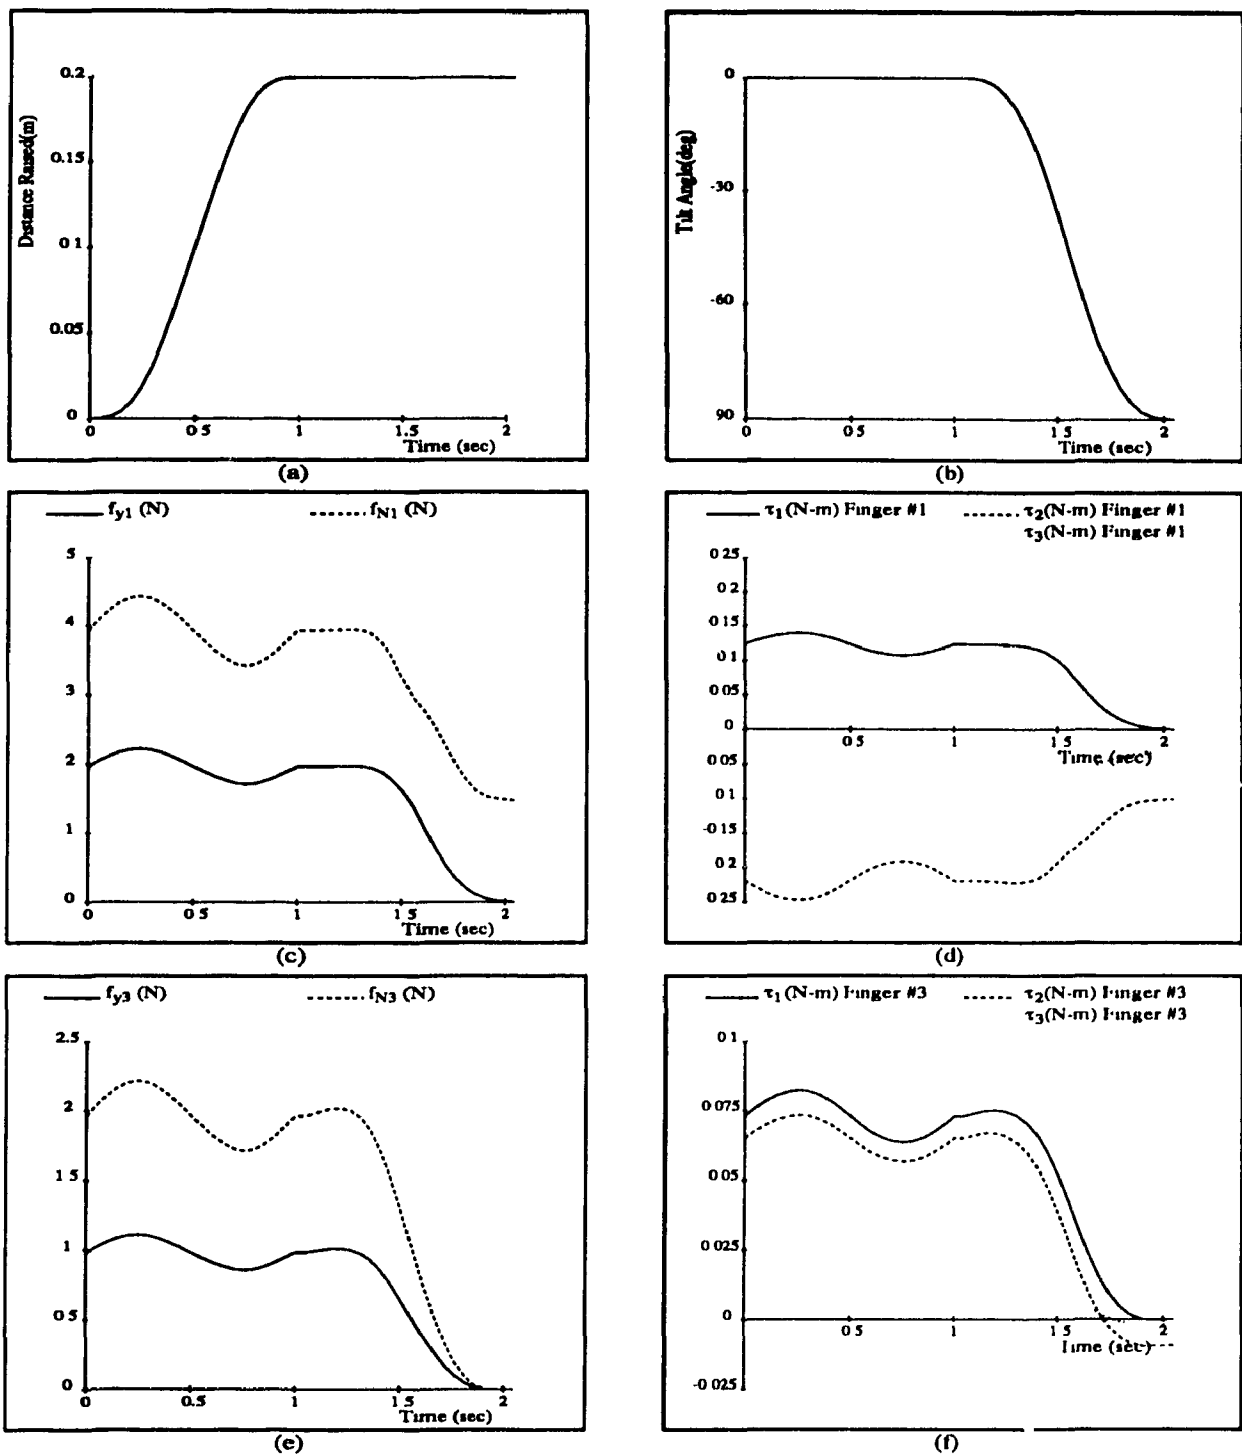 0.2
0.15
0.1
0.05
0
Distance Raised(m)
0
0 5
1
1.5
2
Time (sec)
(a)
0
-30
-60
90
Tilt Angle(deg)
0
0 5
1
1 5
2
Time (sec)
(b)
f_y1 (N)
f_N1 (N)
5
4
3
2
1
0
0
0 5
1
1 5
2
Time (sec)
(c)
τ1(N-m) Finger #1
τ2(N-m) Finger #1
τ3(N-m) Finger #1
0 25
0 2
0 15
0 1
0 05
0
0 5
1
1 5
2
Time (sec)
0 05
0 1
-0 15
0 2
0 25
(d)
f_y3 (N)
f_N3 (N)
2.5
2
1 5
1
0 5
0
0
0 5
1
1.5
2
Time (sec)
(e)
τ1(N-m) Finger #3
τ2(N-m) Finger #3
τ3(N-m) Finger #3
0 1
0 075
0 05
0 025
0
0 5
1
1 5
2
Time (sec)
-0 025
(f)